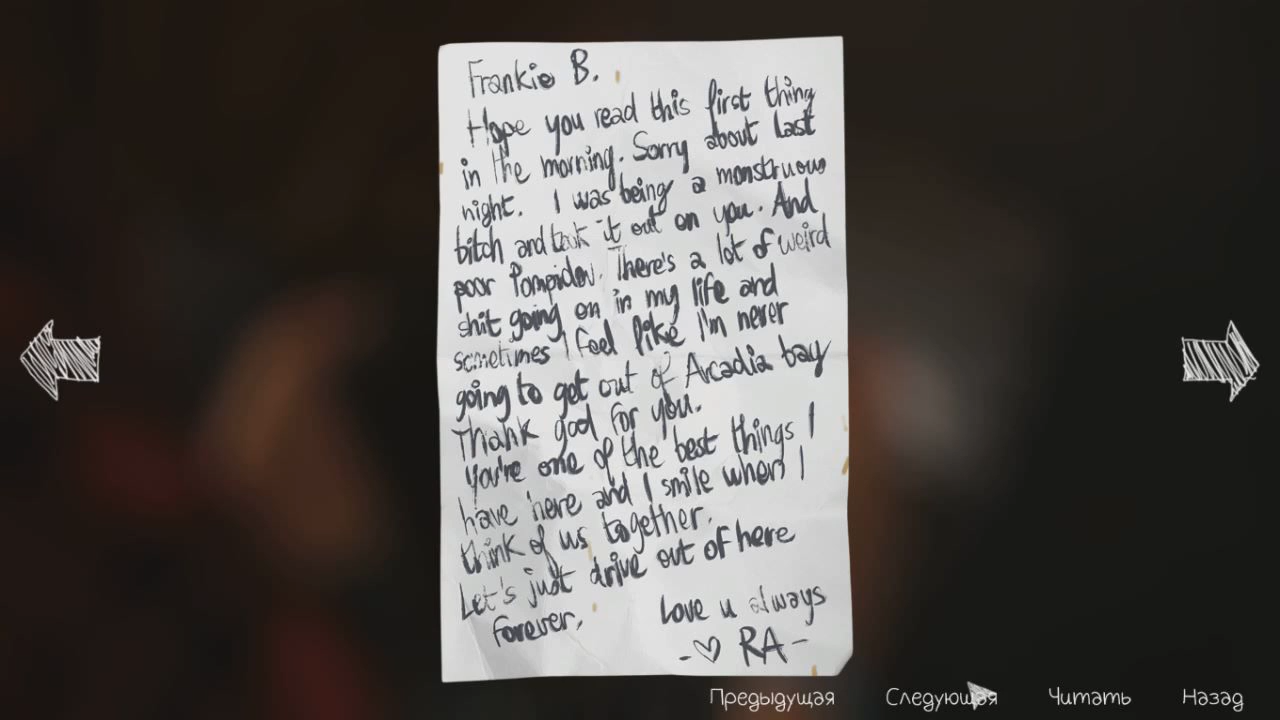 Frankie B.
Hope you read this first thing
in the morning. Sorry about last
night. I was being a monstruous
bitch and took it out on you. And
poor Pompidou. There's a lot of weird
shit going on in my life and
sometimes I feel like I'm never
going to get out of Arcadia bay
Thank god for you.
You're one of the best things I
have here and I smile when I
think of us together.
Let's just drive out of here
forever.
Love u always
-♡ RA-
Предыдущая Следующая Читать Назад